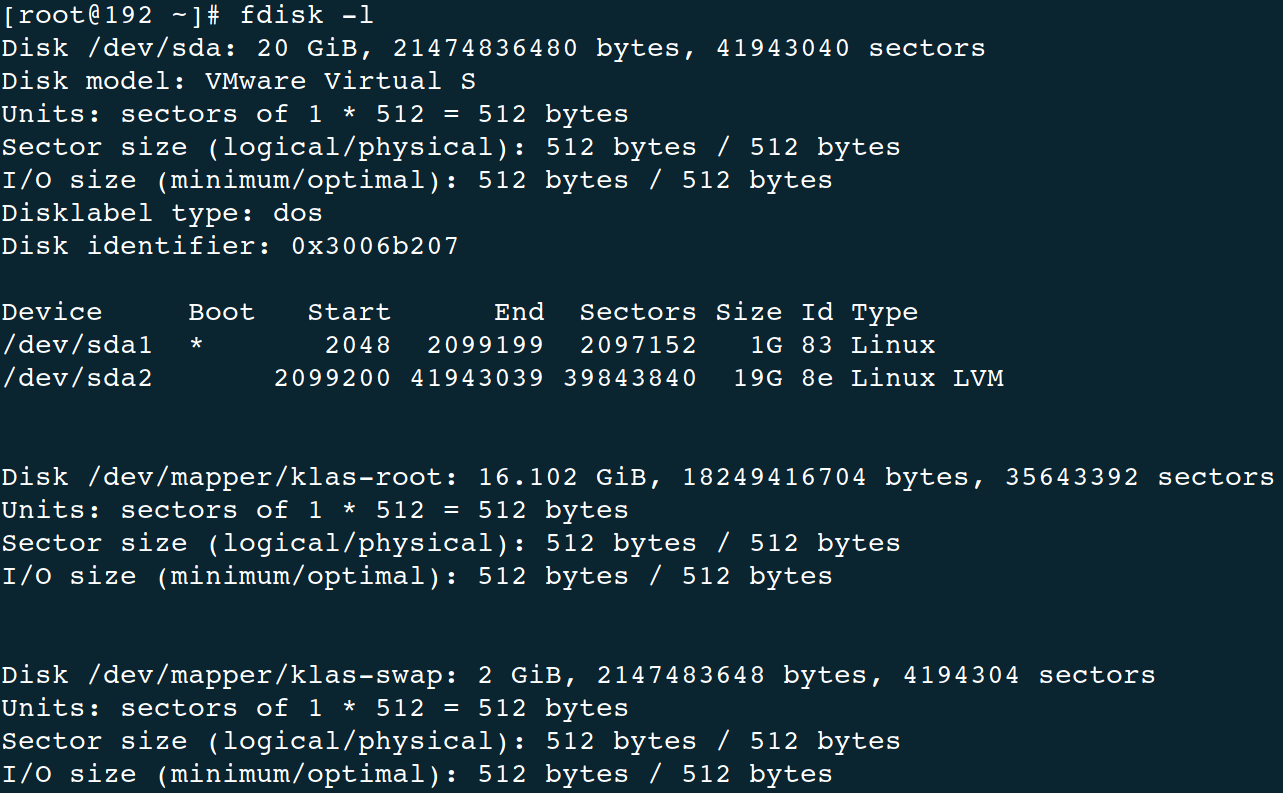 [root@192 ~]# fdisk -l
Disk /dev/sda: 20 GiB, 21474836480 bytes, 41943040 sectors
Disk model: VMware Virtual S
Units: sectors of 1 * 512 = 512 bytes
Sector size (logical/physical): 512 bytes / 512 bytes
I/O size (minimum/optimal): 512 bytes / 512 bytes
Disklabel type: dos
Disk identifier: 0x3006b207
Device     Boot   Start      End  Sectors Size Id Type
/dev/sda1  *       2048  2099199  2097152   1G 83 Linux
/dev/sda2       2099200 41943039 39843840  19G 8e Linux LVM
Disk /dev/mapper/klas-root: 16.102 GiB, 18249416704 bytes, 35643392 sectors
Units: sectors of 1 * 512 = 512 bytes
Sector size (logical/physical): 512 bytes / 512 bytes
I/O size (minimum/optimal): 512 bytes / 512 bytes
Disk /dev/mapper/klas-swap: 2 GiB, 2147483648 bytes, 4194304 sectors
Units: sectors of 1 * 512 = 512 bytes
Sector size (logical/physical): 512 bytes / 512 bytes
I/O size (minimum/optimal): 512 bytes / 512 bytes